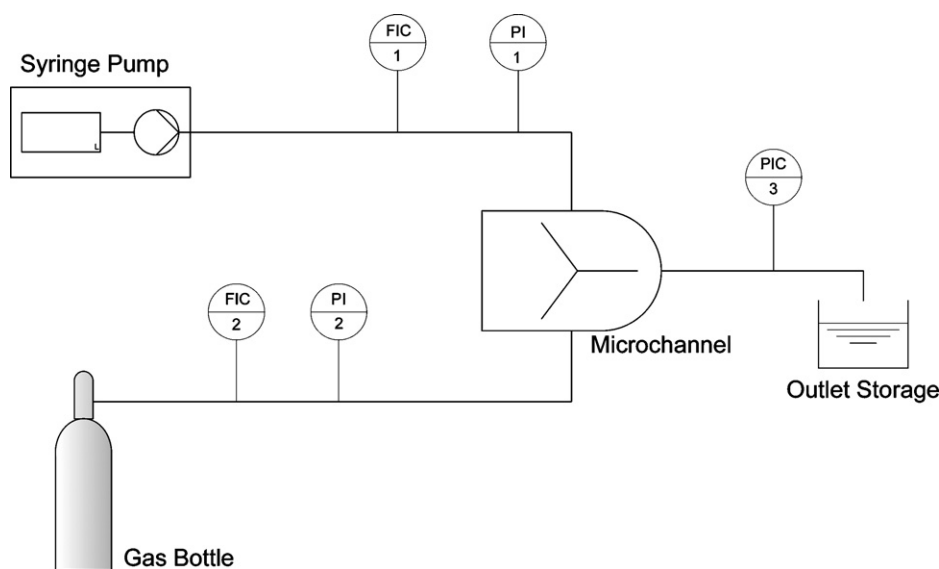 FIC
1
PI
1
Syringe Pump
L
PIC
3
FIC
2
PI
2
Microchannel
Outlet Storage
Gas Bottle